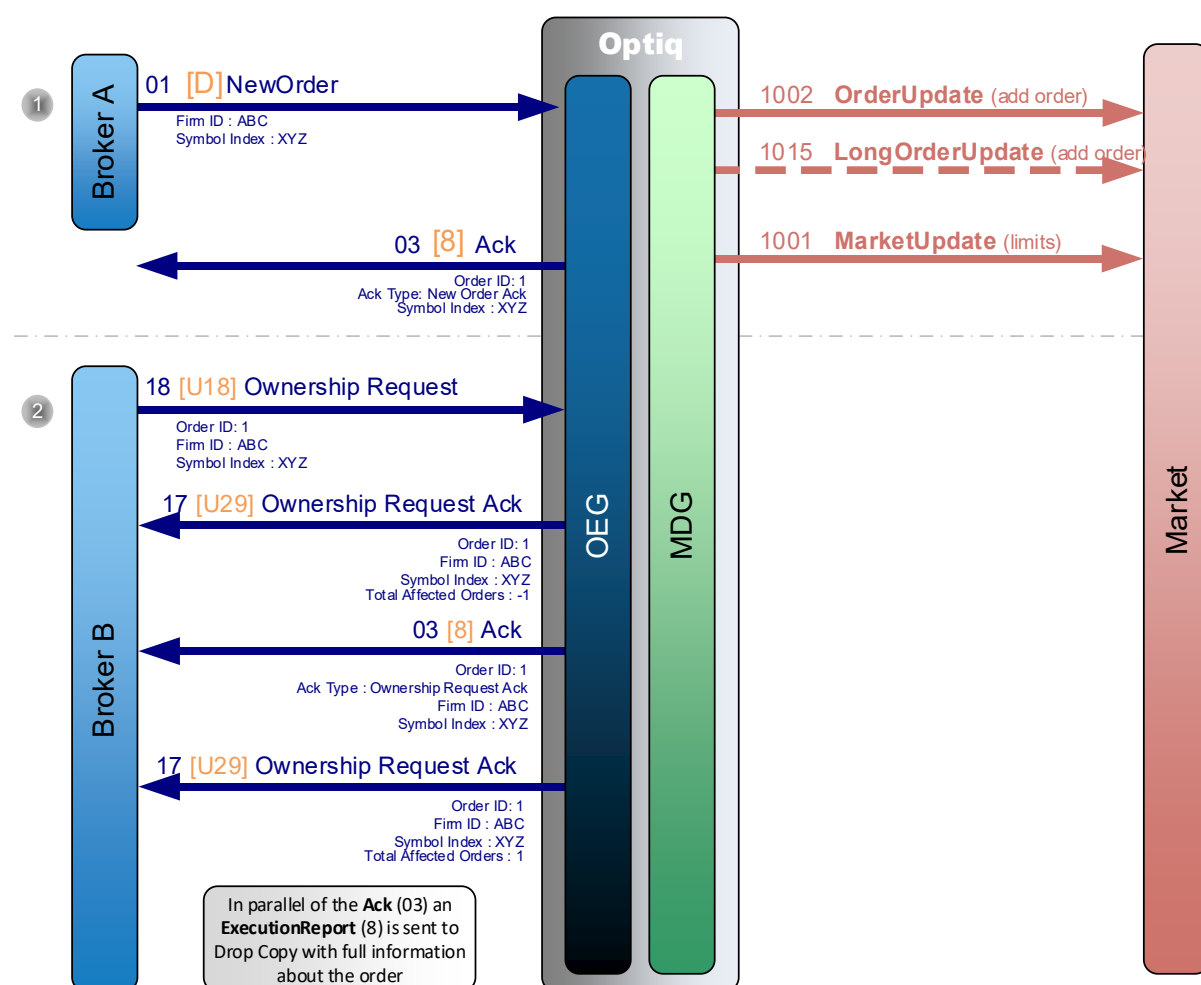 Optiq
1
Broker A
01 [D]NewOrder
Firm ID : ABC
Symbol Index : XYZ
1002 OrderUpdate (add order)
1015 LongOrderUpdate (add order)
03 [8] Ack
Order ID: 1
Ack Type: New Order Ack
Symbol Index : XYZ
1001 MarketUpdate (limits)
2
Broker B
18 [U18] Ownership Request
Order ID: 1
Firm ID : ABC
Symbol Index : XYZ
17 [U29] Ownership Request Ack
Order ID: 1
Firm ID : ABC
Symbol Index : XYZ
Total Affected Orders : -1
03 [8] Ack
Order ID: 1
Ack Type : Ownership Request Ack
Firm ID : ABC
Symbol Index : XYZ
17 [U29] Ownership Request Ack
Order ID: 1
Firm ID : ABC
Symbol Index : XYZ
Total Affected Orders : 1
OEG
MDG
Market
In parallel of the Ack (03) an
ExecutionReport (8) is sent to
Drop Copy with full information
about the order